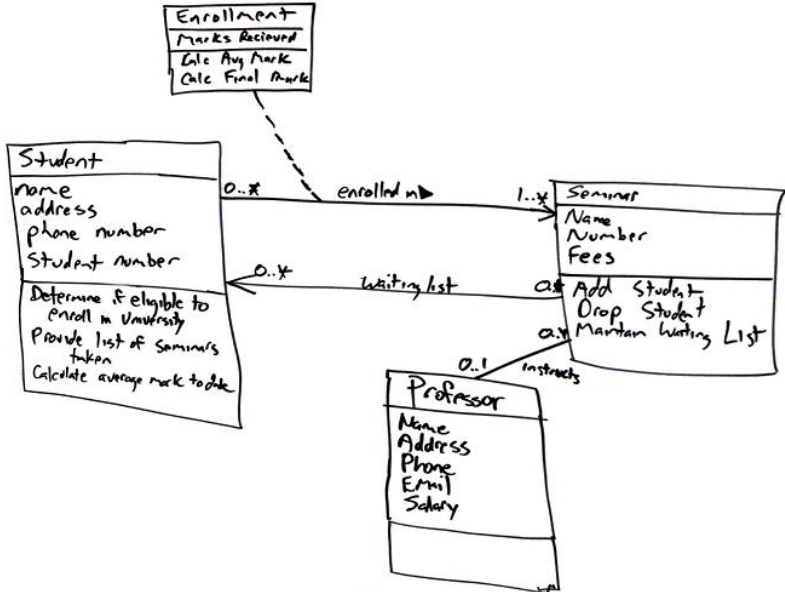 Enrollment
Marks Recieved
Calc Avg Mark
Calc Final Mark
Student
name
address
phone number
Student number
Determine if eligible to
enroll in University
Provide list of Seminars
taken
Calculate average mark to date
0..*
enrolled in
1..*
0..*
Waiting list
0..*
Seminar
Name
Number
Fees
Add Student
Drop Student
Maintain Waiting List
0..*
instructs
0..1
Professor
Name
Address
Phone
Email
Salary